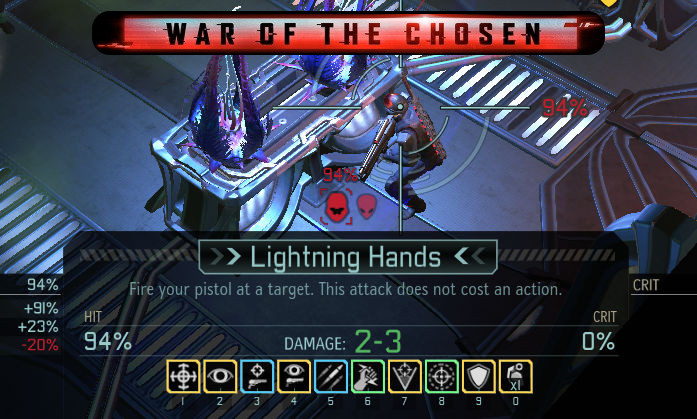 WAR OF THE CHOSEN
94%
94%
Lightning Hands
Fire your pistol at a target. This attack does not cost an action.
94%
+91%
+23%
-20%
CRIT
HIT
94%
DAMAGE: 2-3
CRIT
0%
x1
1 2 3 4 5 6 7 8 9 0